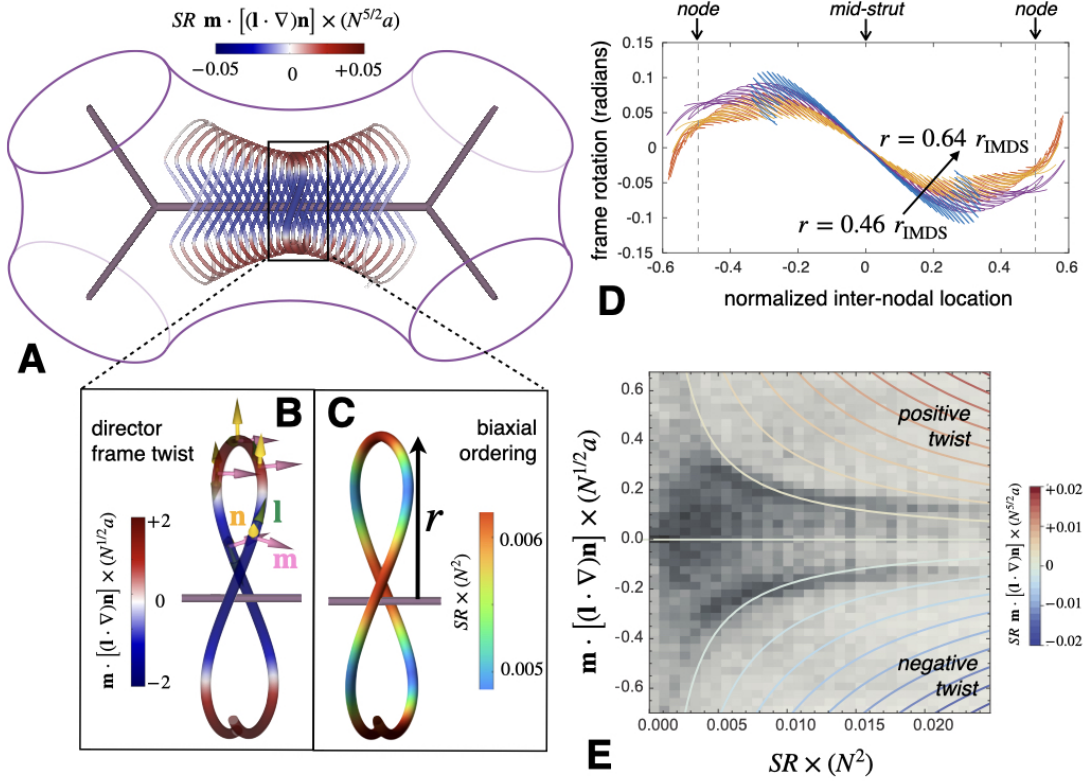 SR m · [(l · ∇)n] × (N^{5/2}a)
−0.05 0 +0.05
A
director
frame twist
B
m · [(l · ∇)n] × (N^{1/2}a)
+2
0
−2
n
l
m
C
biaxial
ordering
r
SR × (N^2)
0.006
0.005
node mid-strut node
frame rotation (radians)
0.15
0.1
0.05
0
-0.05
-0.1
-0.15
r = 0.64 r_{IMDS}
r = 0.46 r_{IMDS}
-0.6 -0.4 -0.2 0 0.2 0.4 0.6
D
normalized inter-nodal location
m · [(l · ∇)n] × (N^{1/2}a)
0.6
0.4
0.2
0.0
-0.2
-0.4
-0.6
positive
twist
negative
twist
0.000 0.005 0.010 0.015 0.020
E
SR × (N^2)
SR m · [(l · ∇)n] × (N^{5/2}a)
+0.02
+0.01
0
−0.01
−0.02